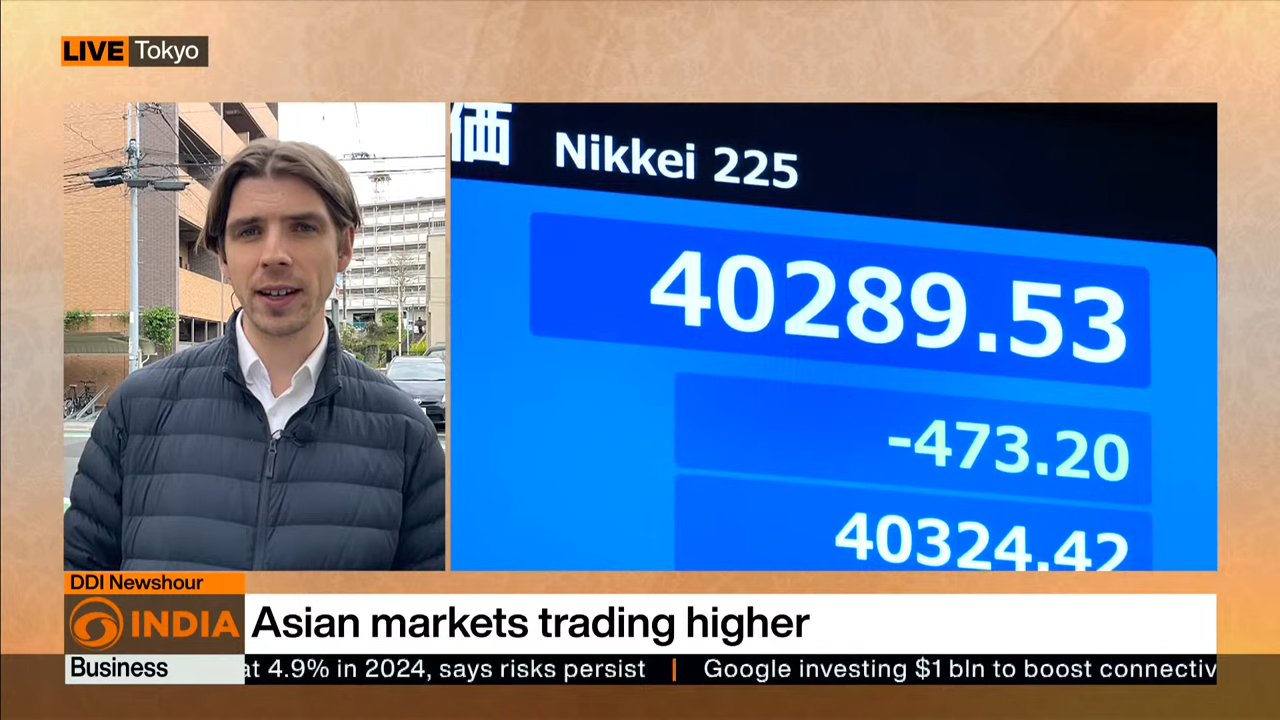 LIVE Tokyo
価
Nikkei 225
40289.53
-473.20
40324.42
DDI Newshour
INDIA
Asian markets trading higher
Business
at 4.9% in 2024, says risks persist | Google investing $1 bln to boost connectiv